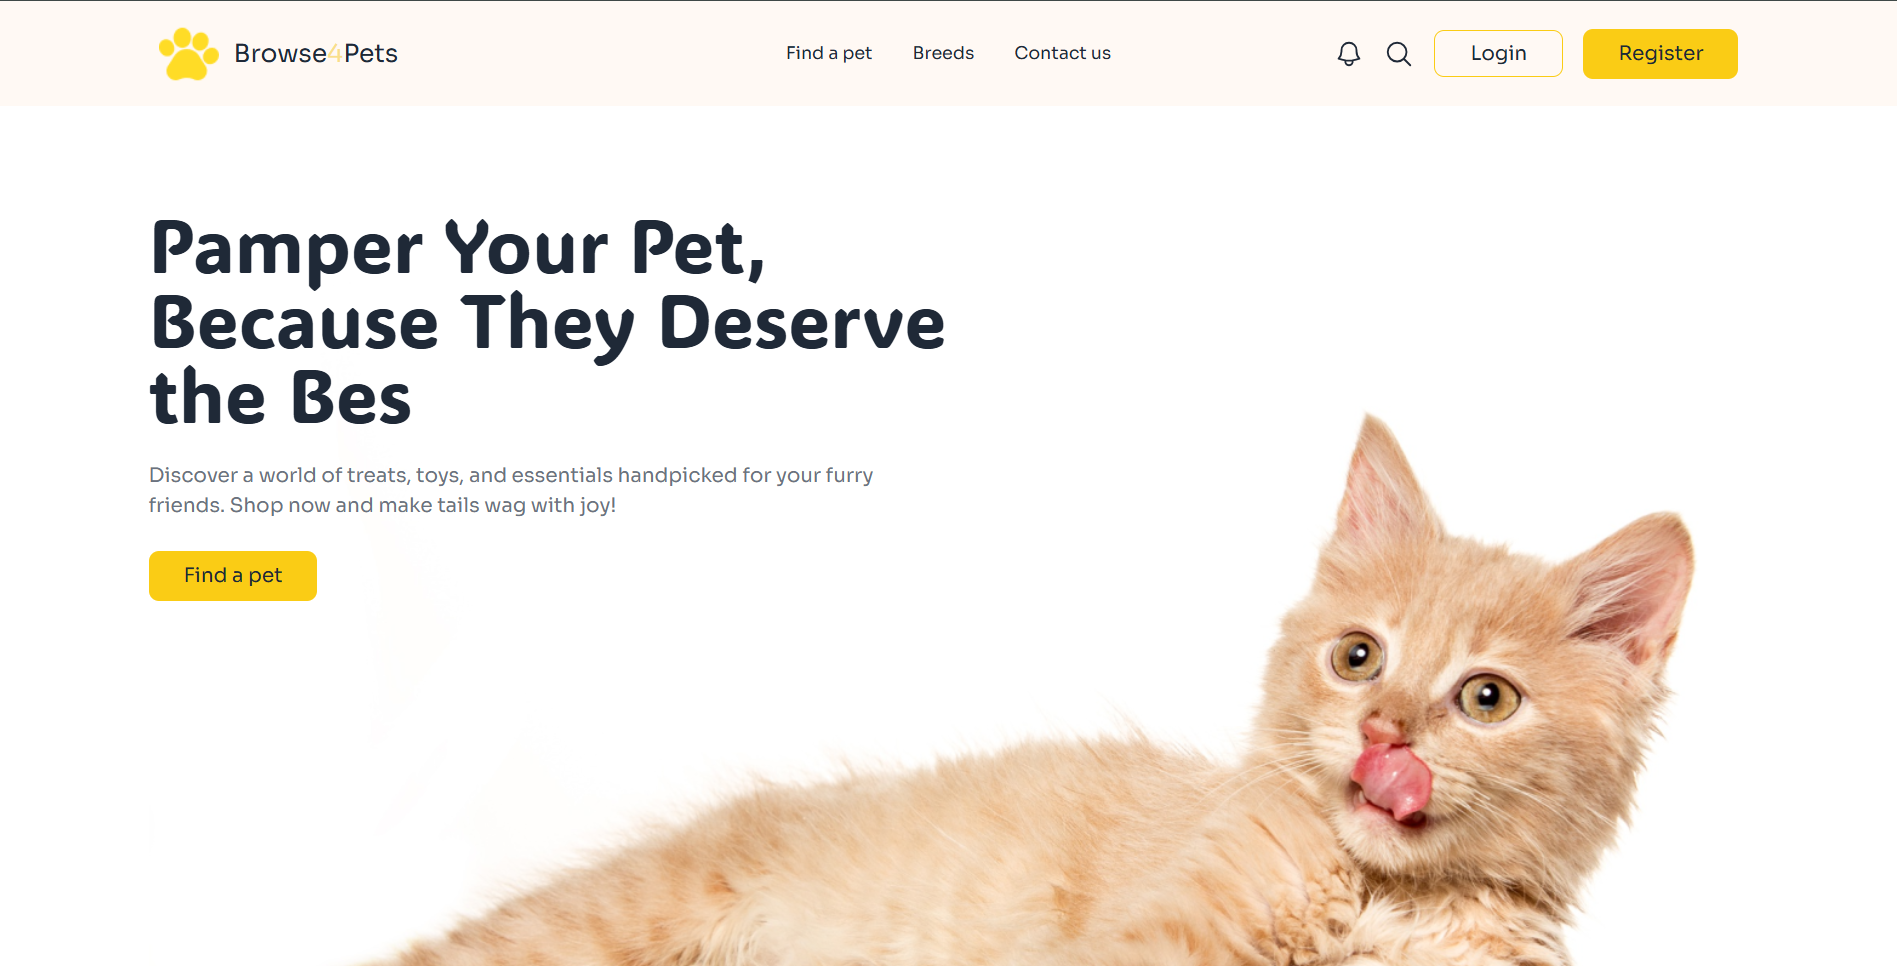 Browse4Pets
Find a pet
Breeds
Contact us
Login
Register
Pamper Your Pet,
Because They Deserve
the Bes
Discover a world of treats, toys, and essentials handpicked for your furry
friends. Shop now and make tails wag with joy!
Find a pet